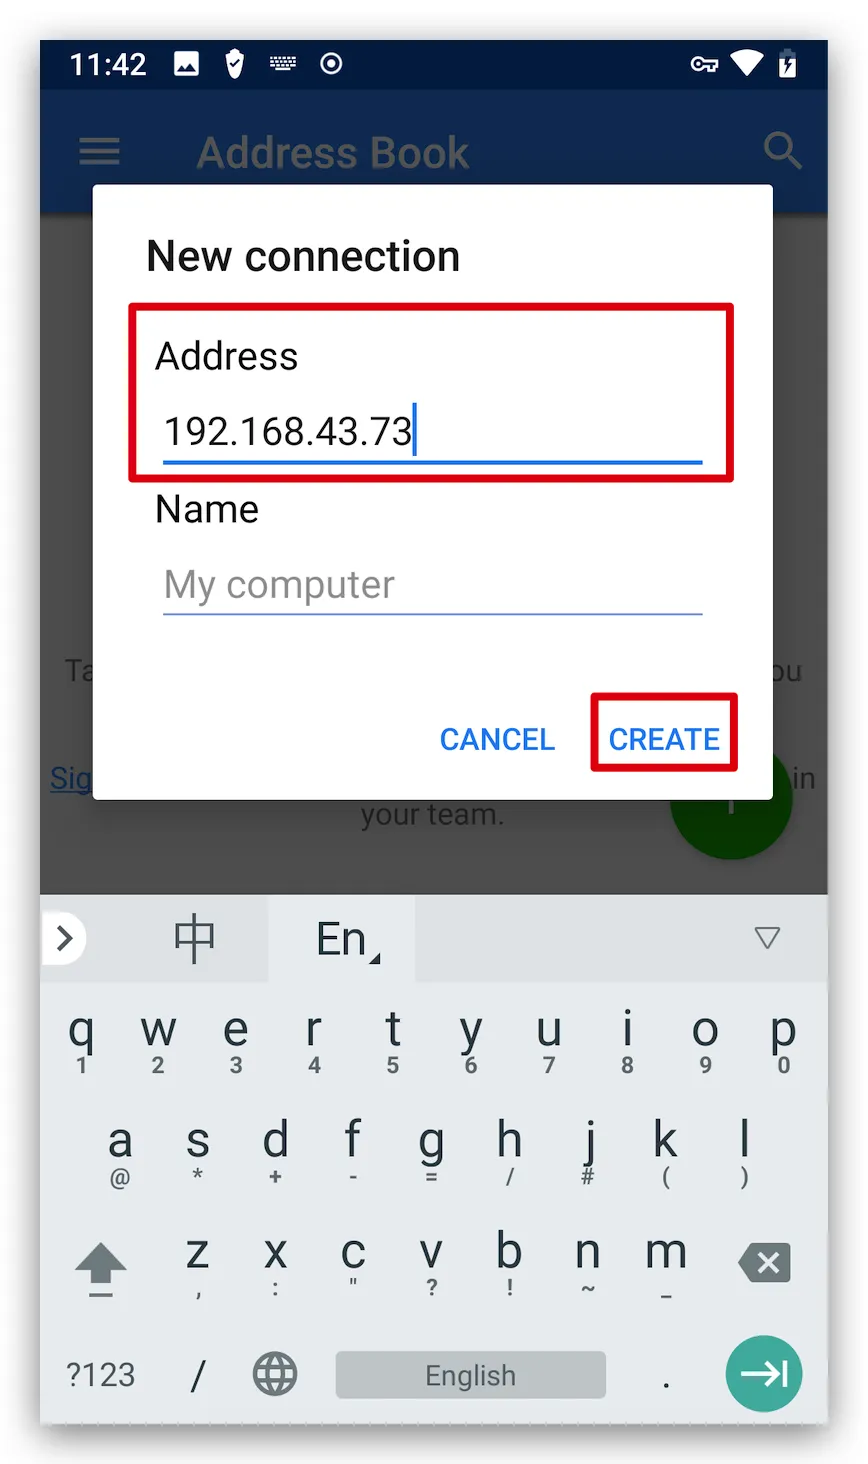 11:42
Address Book
New connection
Address
192.168.43.73
Name
My computer
Ta
ou
CANCEL
CREATE
Sig
in
your team.
中
En
q w e r t y u i o p
1 2 3 4 5 6 7 8 9 0
a s d f g h j k l
@ * + - = / # ( )
z x c v b n m
, : " ? ! ~ _
?123 / English .